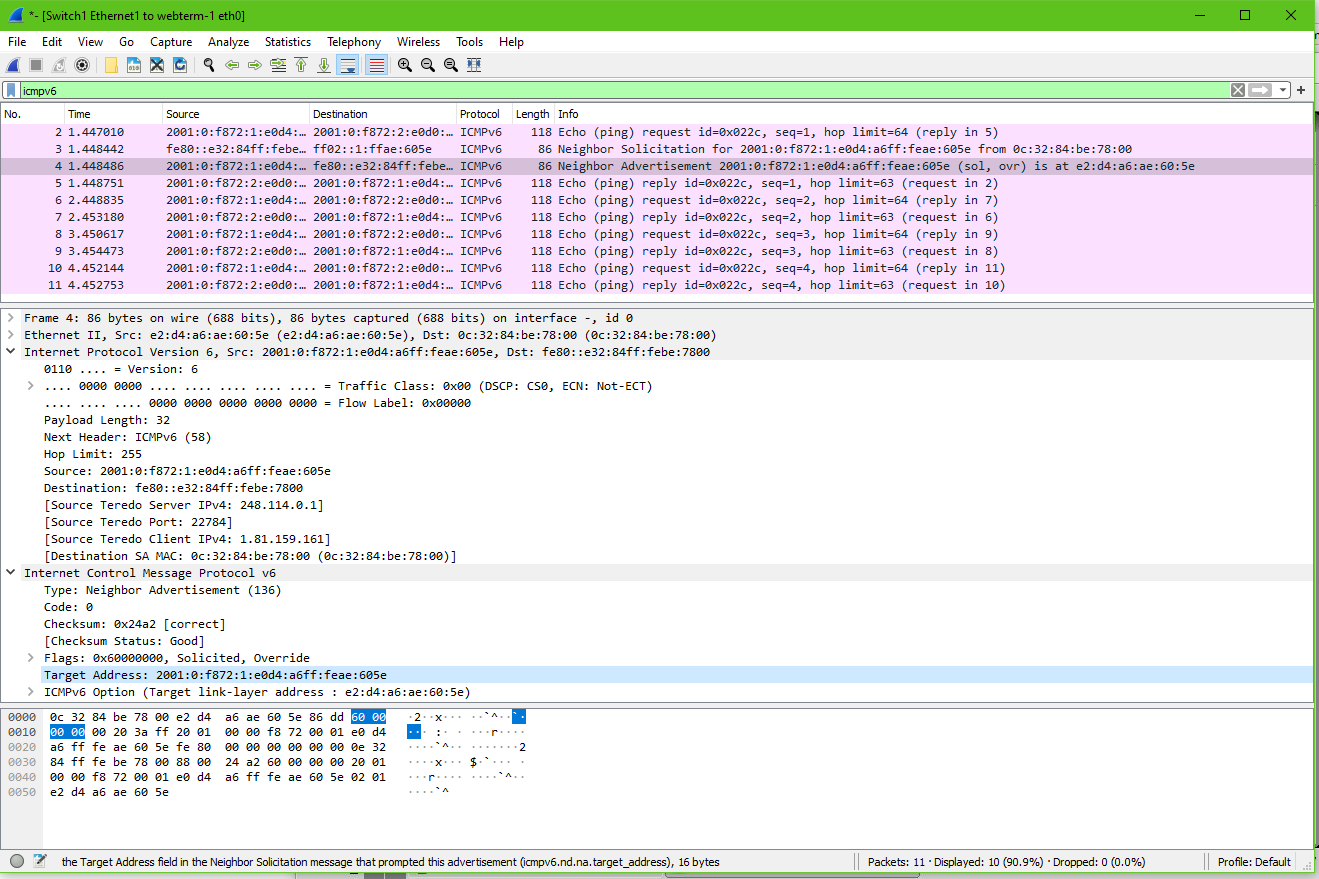 *- [Switch1 Ethernet1 to webterm-1 eth0]
File Edit View Go Capture Analyze Statistics Telephony Wireless Tools Help
icmpv6
No. Time Source Destination Protocol Length Info
2 1.447010 2001:0:f872:1:e0d4:… 2001:0:f872:2:e0d0:… ICMPv6 118 Echo (ping) request id=0x022c, seq=1, hop limit=64 (reply in 5)
3 1.448442 fe80::e32:84ff:febe… ff02::1:ffae:605e ICMPv6 86 Neighbor Solicitation for 2001:0:f872:1:e0d4:a6ff:feae:605e from 0c:32:84:be:78:00
4 1.448486 2001:0:f872:1:e0d4:… fe80::e32:84ff:febe… ICMPv6 86 Neighbor Advertisement 2001:0:f872:1:e0d4:a6ff:feae:605e (sol, ovr) is at e2:d4:a6:ae:60:5e
5 1.448751 2001:0:f872:2:e0d0:… 2001:0:f872:1:e0d4:… ICMPv6 118 Echo (ping) reply id=0x022c, seq=1, hop limit=63 (request in 2)
6 2.448835 2001:0:f872:1:e0d4:… 2001:0:f872:2:e0d0:… ICMPv6 118 Echo (ping) request id=0x022c, seq=2, hop limit=64 (reply in 7)
7 2.453180 2001:0:f872:2:e0d0:… 2001:0:f872:1:e0d4:… ICMPv6 118 Echo (ping) reply id=0x022c, seq=2, hop limit=63 (request in 6)
8 3.450617 2001:0:f872:1:e0d4:… 2001:0:f872:2:e0d0:… ICMPv6 118 Echo (ping) request id=0x022c, seq=3, hop limit=64 (reply in 9)
9 3.454473 2001:0:f872:2:e0d0:… 2001:0:f872:1:e0d4:… ICMPv6 118 Echo (ping) reply id=0x022c, seq=3, hop limit=63 (request in 8)
10 4.452144 2001:0:f872:1:e0d4:… 2001:0:f872:2:e0d0:… ICMPv6 118 Echo (ping) request id=0x022c, seq=4, hop limit=64 (reply in 11)
11 4.452753 2001:0:f872:2:e0d0:… 2001:0:f872:1:e0d4:… ICMPv6 118 Echo (ping) reply id=0x022c, seq=4, hop limit=63 (request in 10)
Frame 4: 86 bytes on wire (688 bits), 86 bytes captured (688 bits) on interface -, id 0
Ethernet II, Src: e2:d4:a6:ae:60:5e (e2:d4:a6:ae:60:5e), Dst: 0c:32:84:be:78:00 (0c:32:84:be:78:00)
Internet Protocol Version 6, Src: 2001:0:f872:1:e0d4:a6ff:feae:605e, Dst: fe80::e32:84ff:febe:7800
0110 .... = Version: 6
.... 0000 0000 .... .... .... .... .... = Traffic Class: 0x00 (DSCP: CS0, ECN: Not-ECT)
.... .... .... 0000 0000 0000 0000 0000 = Flow Label: 0x00000
Payload Length: 32
Next Header: ICMPv6 (58)
Hop Limit: 255
Source: 2001:0:f872:1:e0d4:a6ff:feae:605e
Destination: fe80::e32:84ff:febe:7800
[Source Teredo Server IPv4: 248.114.0.1]
[Source Teredo Port: 22784]
[Source Teredo Client IPv4: 1.81.159.161]
[Destination SA MAC: 0c:32:84:be:78:00 (0c:32:84:be:78:00)]
Internet Control Message Protocol v6
Type: Neighbor Advertisement (136)
Code: 0
Checksum: 0x24a2 [correct]
[Checksum Status: Good]
Flags: 0x60000000, Solicited, Override
Target Address: 2001:0:f872:1:e0d4:a6ff:feae:605e
ICMPv6 Option (Target link-layer address : e2:d4:a6:ae:60:5e)
0000 0c 32 84 be 78 00 e2 d4 a6 ae 60 5e 86 dd 60 00 ·2··x··· ··`^··`·
0010 00 00 00 20 3a ff 20 01 00 00 f8 72 00 01 e0 d4 ··· :· · ···r····
0020 a6 ff fe ae 60 5e fe 80 00 00 00 00 00 00 0e 32 ····`^·· ·······2
0030 84 ff fe be 78 00 88 00 24 a2 60 00 00 00 20 01 ····x··· $·`··· ·
0040 00 00 f8 72 00 01 e0 d4 a6 ff fe ae 60 5e 02 01 ···r···· ····`^··
0050 e2 d4 a6 ae 60 5e ····`^
the Target Address field in the Neighbor Solicitation message that prompted this advertisement (icmpv6.nd.na.target_address), 16 bytes Packets: 11 · Displayed: 10 (90.9%) · Dropped: 0 (0.0%) Profile: Default